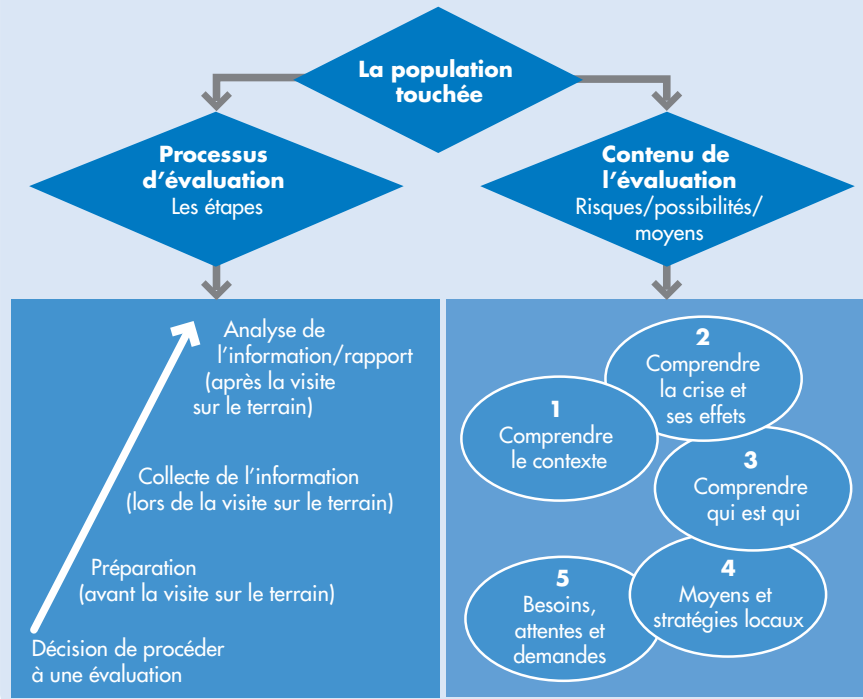 La population
touchée
Processus
d'évaluation
Les étapes
Contenu de
l'évaluation
Risques/possibilités/
moyens
Analyse de
l'information/rapport
(après la visite
sur le terrain)
Collecte de l'information
(lors de la visite sur le terrain)
Préparation
(avant la visite sur le terrain)
Décision de procéder
à une évaluation
1
Comprendre
le contexte
2
Comprendre
la crise et
ses effets
3
Comprendre
qui est qui
4
Moyens et
stratégies locaux
5
Besoins,
attentes et
demandes